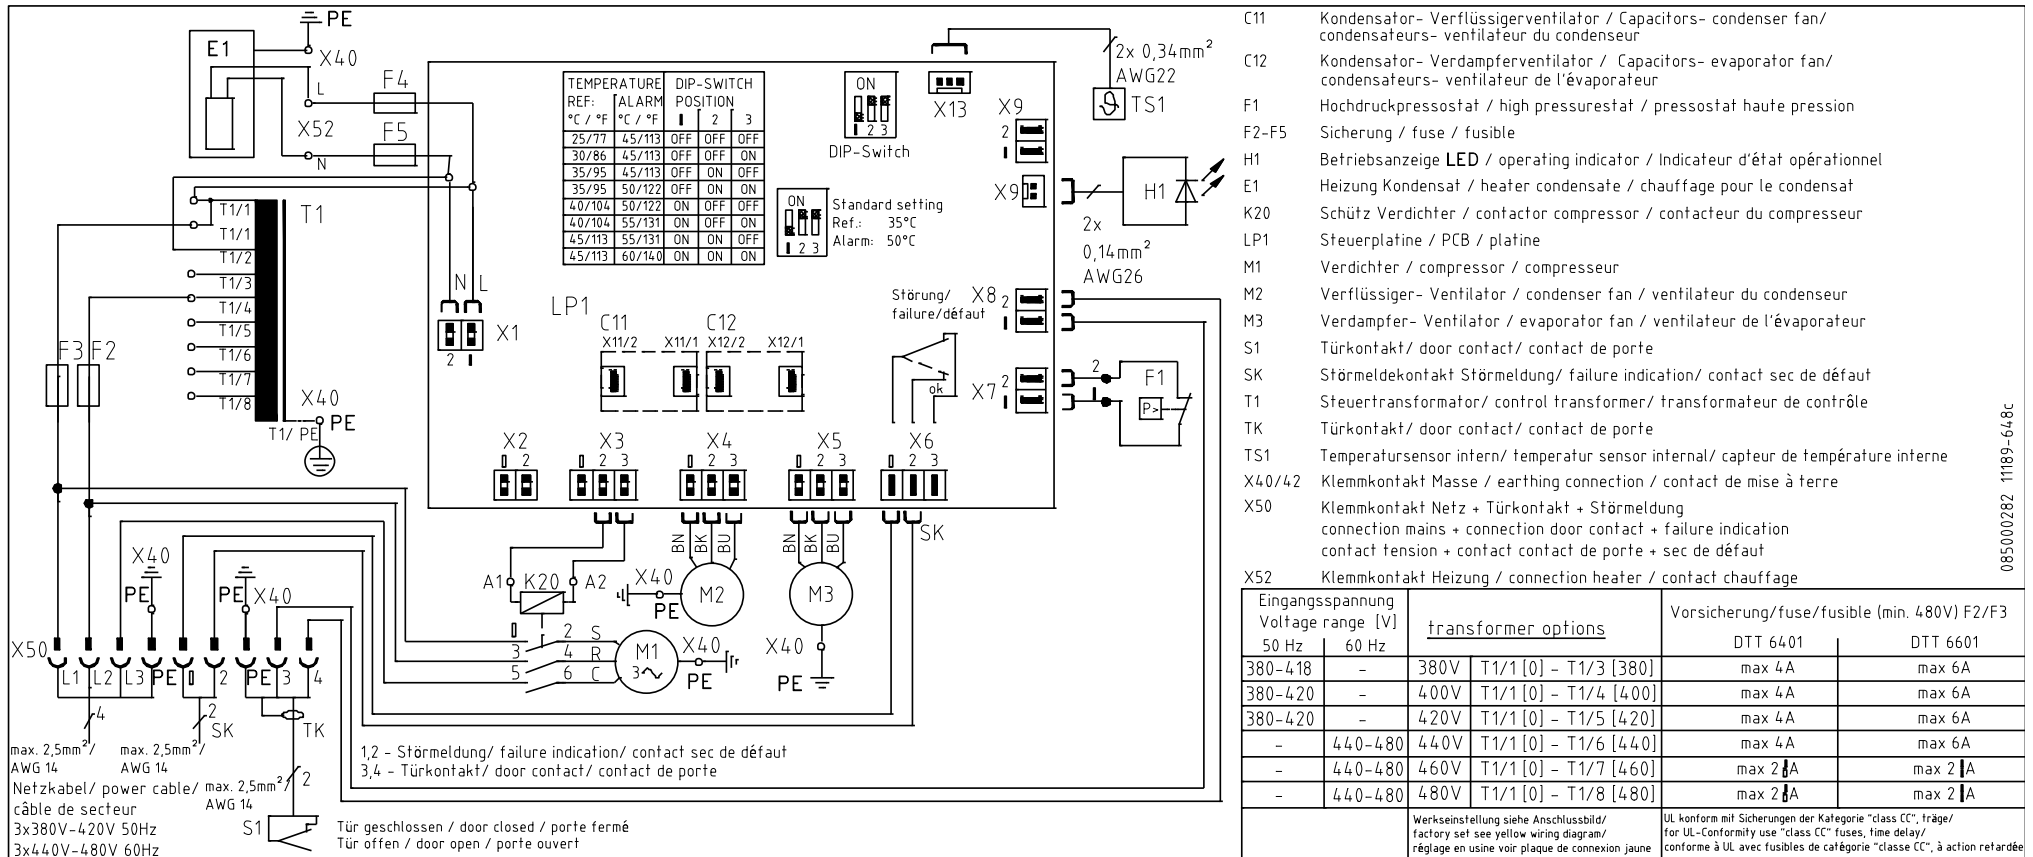 PE
E1
X40
F4
L
X52
F5
N
T1/1
T1
T1/1
T1/2
T1/3
T1/4
T1/5
T1/6
T1/7
T1/8
X40
PE
T1/ PE
F3 F2
TEMPERATURE DIP-SWITCH
REF: ALARM POSITION
°C / °F °C / °F 1 2 3
25/77 45/113 OFF OFF OFF
30/86 45/113 OFF OFF ON
35/95 45/113 OFF ON OFF
35/95 50/122 OFF ON ON
40/104 50/122 ON OFF OFF
40/104 55/131 ON OFF ON
45/113 55/131 ON ON OFF
45/113 60/140 ON ON ON
ON
1 2 3
DIP-Switch
ON
1 2 3
Standard setting
Ref.: 35°C
Alarm: 50°C
X13
2x 0,34mm²
AWG22
TS1
X9
2
1
X9
H1
2x
0,14mm²
AWG26
N L
LP1
X1
2 1
C11
X11/2 X11/1
C12
X12/2 X12/1
Störung/
failure/défaut
X8
2
1
ok
X7
2
1
2
1
F1
P>
X2
2
X3
2 3
X4
2 3
X5
2 3
X6
2 3
SK
BN BK BU
BN BK BU
A1 K20 A2
X40
PE
M2
M3
X40
PE
2 S
3 4 R
5 6 C
M1
3~
X40
PE
X40
PE
PE
X40
X50
L1 L2 L3 PE 2 PE 3 4
4
2
SK
TK
max. 2,5mm²/
AWG 14
max. 2,5mm²/
AWG 14
max. 2,5mm²/
AWG 14
2
Netzkabel/ power cable/
câble de secteur
3x380V-420V 50Hz
3x440V-480V 60Hz
S1
1,2 - Störmeldung/ failure indication/ contact sec de défaut
3,4 - Türkontakt/ door contact/ contact de porte
Tür geschlossen / door closed / porte fermé
Tür offen / door open / porte ouvert
C11 Kondensator- Verflüssigerventilator / Capacitors- condenser fan/
condensateurs- ventilateur du condenseur
C12 Kondensator- Verdampferventilator / Capacitors- evaporator fan/
condensateurs- ventilateur de l'évaporateur
F1 Hochdruckpressostat / high pressurestat / pressostat haute pression
F2-F5 Sicherung / fuse / fusible
H1 Betriebsanzeige LED / operating indicator / Indicateur d'état opérationnel
E1 Heizung Kondensat / heater condensate / chauffage pour le condensat
K20 Schütz Verdichter / contactor compressor / contacteur du compresseur
LP1 Steuerplatine / PCB / platine
M1 Verdichter / compressor / compresseur
M2 Verflüssiger- Ventilator / condenser fan / ventilateur du condenseur
M3 Verdampfer- Ventilator / evaporator fan / ventilateur de l'évaporateur
S1 Türkontakt/ door contact/ contact de porte
SK Störmeldekontakt Störmeldung/ failure indication/ contact sec de défaut
T1 Steuertransformator/ control transformer/ transformateur de contrôle
TK Türkontakt/ door contact/ contact de porte
TS1 Temperatursensor intern/ temperatur sensor internal/ capteur de température interne
X40/42 Klemmkontakt Masse / earthing connection / contact de mise à terre
X50 Klemmkontakt Netz + Türkontakt + Störmeldung
connection mains + connection door contact + failure indication
contact tension + contact contact de porte + sec de défaut
X52 Klemmkontakt Heizung / connection heater / contact chauffage
085000282 11189-648c
Eingangsspannung
Voltage range [V]
50 Hz 60 Hz
transformer options
Vorsicherung/fuse/fusible (min. 480V) F2/F3
DTT 6401 DTT 6601
380-418 - 380V T1/1 [0] - T1/3 [380] max 4A max 6A
380-420 - 400V T1/1 [0] - T1/4 [400] max 4A max 6A
380-420 - 420V T1/1 [0] - T1/5 [420] max 4A max 6A
- 440-480 440V T1/1 [0] - T1/6 [440] max 4A max 6A
- 440-480 460V T1/1 [0] - T1/7 [460] max A max A
- 440-480 480V T1/1 [0] - T1/8 [480] max A max A
Werkseinstellung siehe Anschlussbild/
factory set see yellow wiring diagram/
réglage en usine voir plaque de connexion jaune
UL konform mit Sicherungen der Kategorie "class CC", träge/
for UL-Conformity use "class CC" fuses, time delay/
conforme à UL avec fusibles de catégorie "classe CC", à action retardée